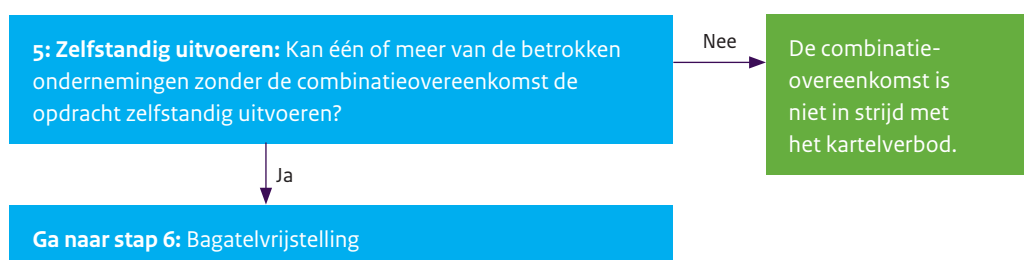 5: Zelfstandig uitvoeren: Kan één of meer van de betrokken
ondernemingen zonder de combinatieovereenkomst de
opdracht zelfstandig uitvoeren?
Nee
De combinatie-
overeenkomst is
niet in strijd met
het kartelverbod.
Ja
Ga naar stap 6: Bagatelvrijstelling